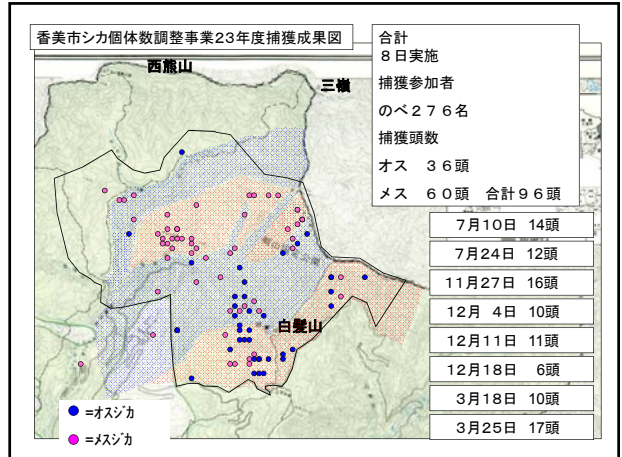 香美市シカ個体数調整事業23年度捕獲成果図
合計
8日実施
捕獲参加者
のべ276名
捕獲頭数
オス 36頭
メス 60頭 合計96頭
西熊山
三嶺
白髪山
7月10日 14頭
7月24日 12頭
11月27日 16頭
12月 4日 10頭
12月11日 11頭
12月18日 6頭
3月18日 10頭
3月25日 17頭
=オスジカ
=メスジカ